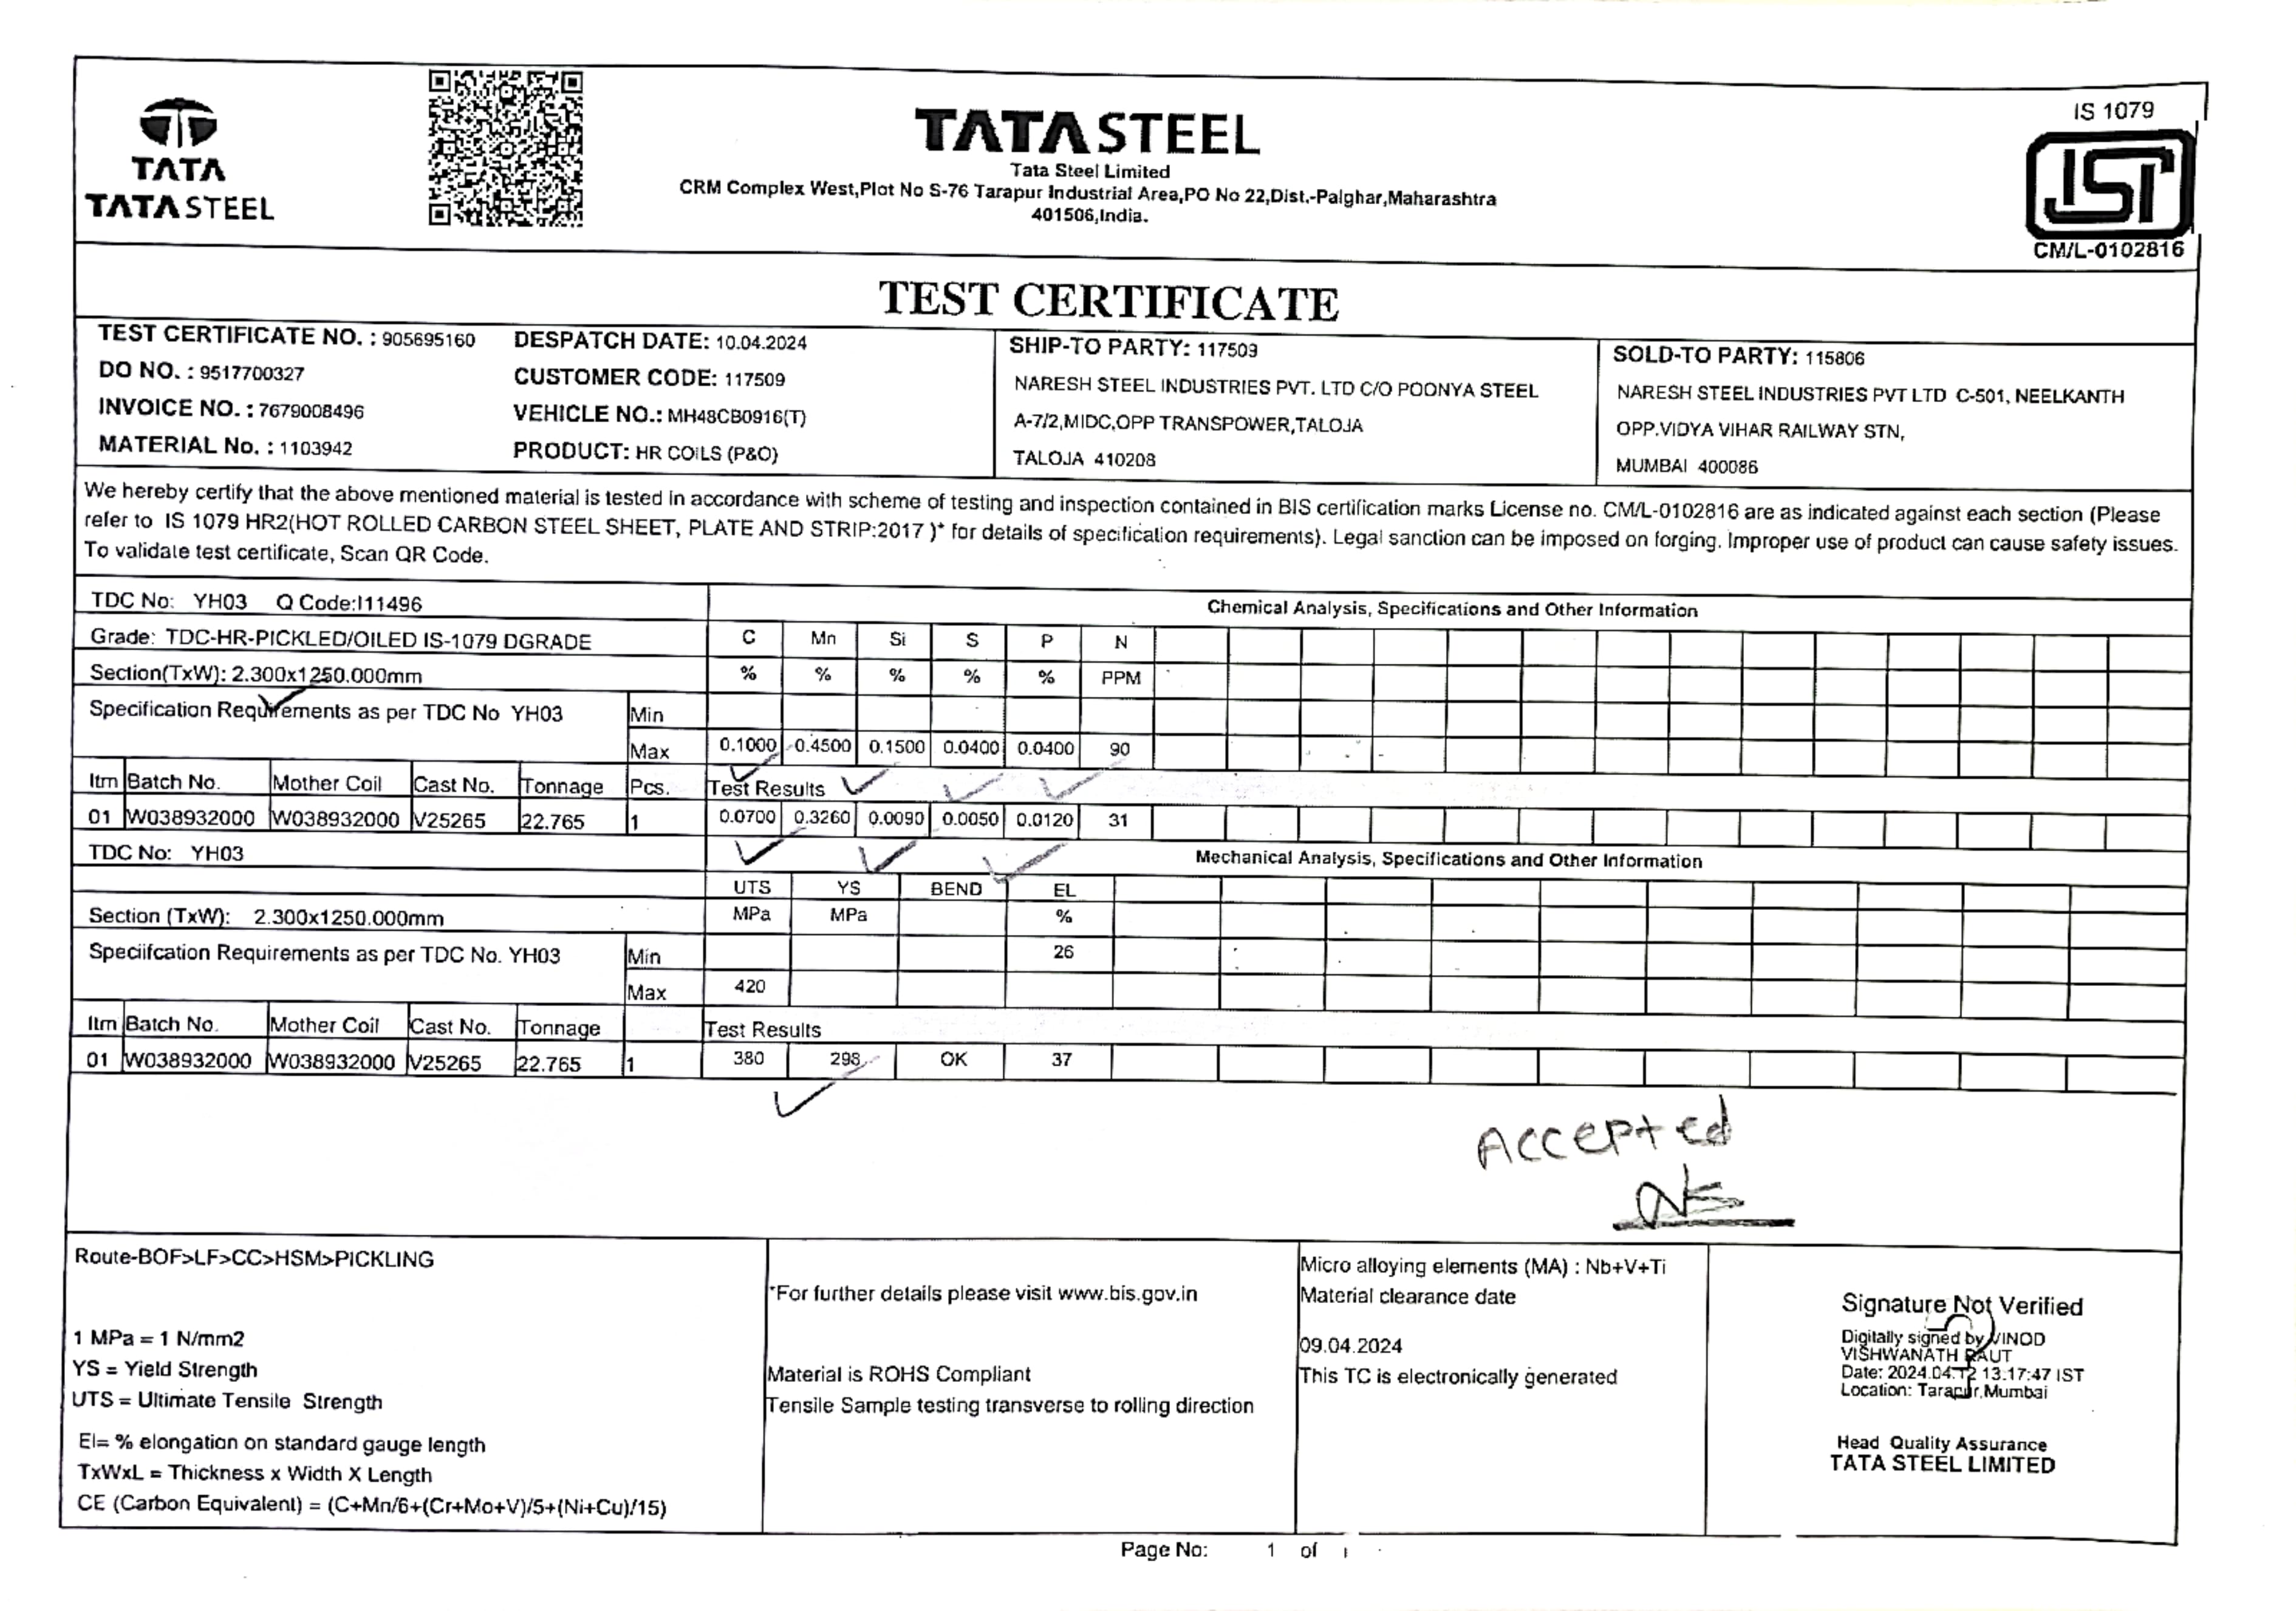 IS 1079
TATA
TATA STEEL
TATA STEEL
Tata Steel Limited
CRM Complex West,Plot No S-76 Tarapur Industrial Area,PO No 22,Dist.-Palghar,Maharashtra
401506,India.
CM/L-0102816
TEST CERTIFICATE
TEST CERTIFICATE NO. : 905695160
DO NO. : 9517700327
INVOICE NO. : 7679008496
MATERIAL No. : 1103942
DESPATCH DATE: 10.04.2024
CUSTOMER CODE: 117509
VEHICLE NO.: MH48CB0916(T)
PRODUCT: HR COILS (P&O)
SHIP-TO PARTY: 117509
NARESH STEEL INDUSTRIES PVT. LTD C/O POONYA STEEL
A-7/2,MIDC,OPP TRANSPOWER,TALOJA
TALOJA 410208
SOLD-TO PARTY: 115806
NARESH STEEL INDUSTRIES PVT LTD C-501, NEELKANTH
OPP.VIDYA VIHAR RAILWAY STN,
MUMBAI 400086
We hereby certify that the above mentioned material is tested in accordance with scheme of testing and inspection contained in BIS certification marks License no. CM/L-0102816 are as indicated against each section (Please
refer to IS 1079 HR2(HOT ROLLED CARBON STEEL SHEET, PLATE AND STRIP:2017 )* for details of specification requirements). Legal sanction can be imposed on forging. Improper use of product can cause safety issues.
To validate test certificate, Scan QR Code.
TDC No: YH03 Q Code:I11496
Chemical Analysis, Specifications and Other Information
Grade: TDC-HR-PICKLED/OILED IS-1079 DGRADE C Mn Si S P N
Section(TxW): 2.300x1250.000mm % % % % % PPM
Specification Requirements as per TDC No YH03 Min
Max 0.1000 0.4500 0.1500 0.0400 0.0400 90
Itm Batch No. Mother Coil Cast No. Tonnage Pcs. Test Results
01 W038932000 W038932000 V25265 22.765 1 0.0700 0.3260 0.0090 0.0050 0.0120 31
TDC No: YH03 Mechanical Analysis, Specifications and Other Information
UTS YS BEND EL
Section (TxW): 2.300x1250.000mm MPa MPa %
Speciifcation Requirements as per TDC No. YH03 Min 26
Max 420
Itm Batch No. Mother Coil Cast No. Tonnage Test Results
01 W038932000 W038932000 V25265 22.765 1 380 298 OK 37
Accepted
Route-BOF>LF>CC>HSM>PICKLING
1 MPa = 1 N/mm2
YS = Yield Strength
UTS = Ultimate Tensile Strength
El= % elongation on standard gauge length
TxWxL = Thickness x Width X Length
CE (Carbon Equivalent) = (C+Mn/6+(Cr+Mo+V)/5+(Ni+Cu)/15)
*For further details please visit www.bis.gov.in
Material is ROHS Compliant
Tensile Sample testing transverse to rolling direction
Micro alloying elements (MA) : Nb+V+Ti
Material clearance date
09.04.2024
This TC is electronically generated
Signature Not Verified
Digitally signed by VINOD
VISHWANATH RAUT
Date: 2024.04.12 13:17:47 IST
Location: Tarapur,Mumbai
Head Quality Assurance
TATA STEEL LIMITED
Page No: 1 of